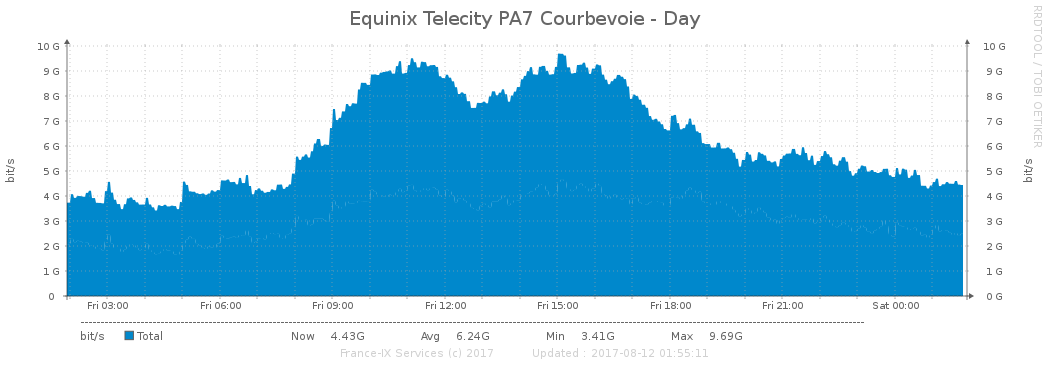 Equinix Telecity PA7 Courbevoie - Day
RRDTOOL / TOBI OETIKER
bit/s
10 G 10 G
9 G 9 G
8 G 8 G
7 G 7 G
6 G 6 G
5 G 5 G
4 G 4 G
3 G 3 G
2 G 2 G
1 G 1 G
0 0 G
bit/s
Fri 03:00 Fri 06:00 Fri 09:00 Fri 12:00 Fri 15:00 Fri 18:00 Fri 21:00 Sat 00:00
bit/s Total Now 4.43G Avg 6.24G Min 3.41G Max 9.69G
France-IX Services (c) 2017 Updated : 2017-08-12 01:55:11